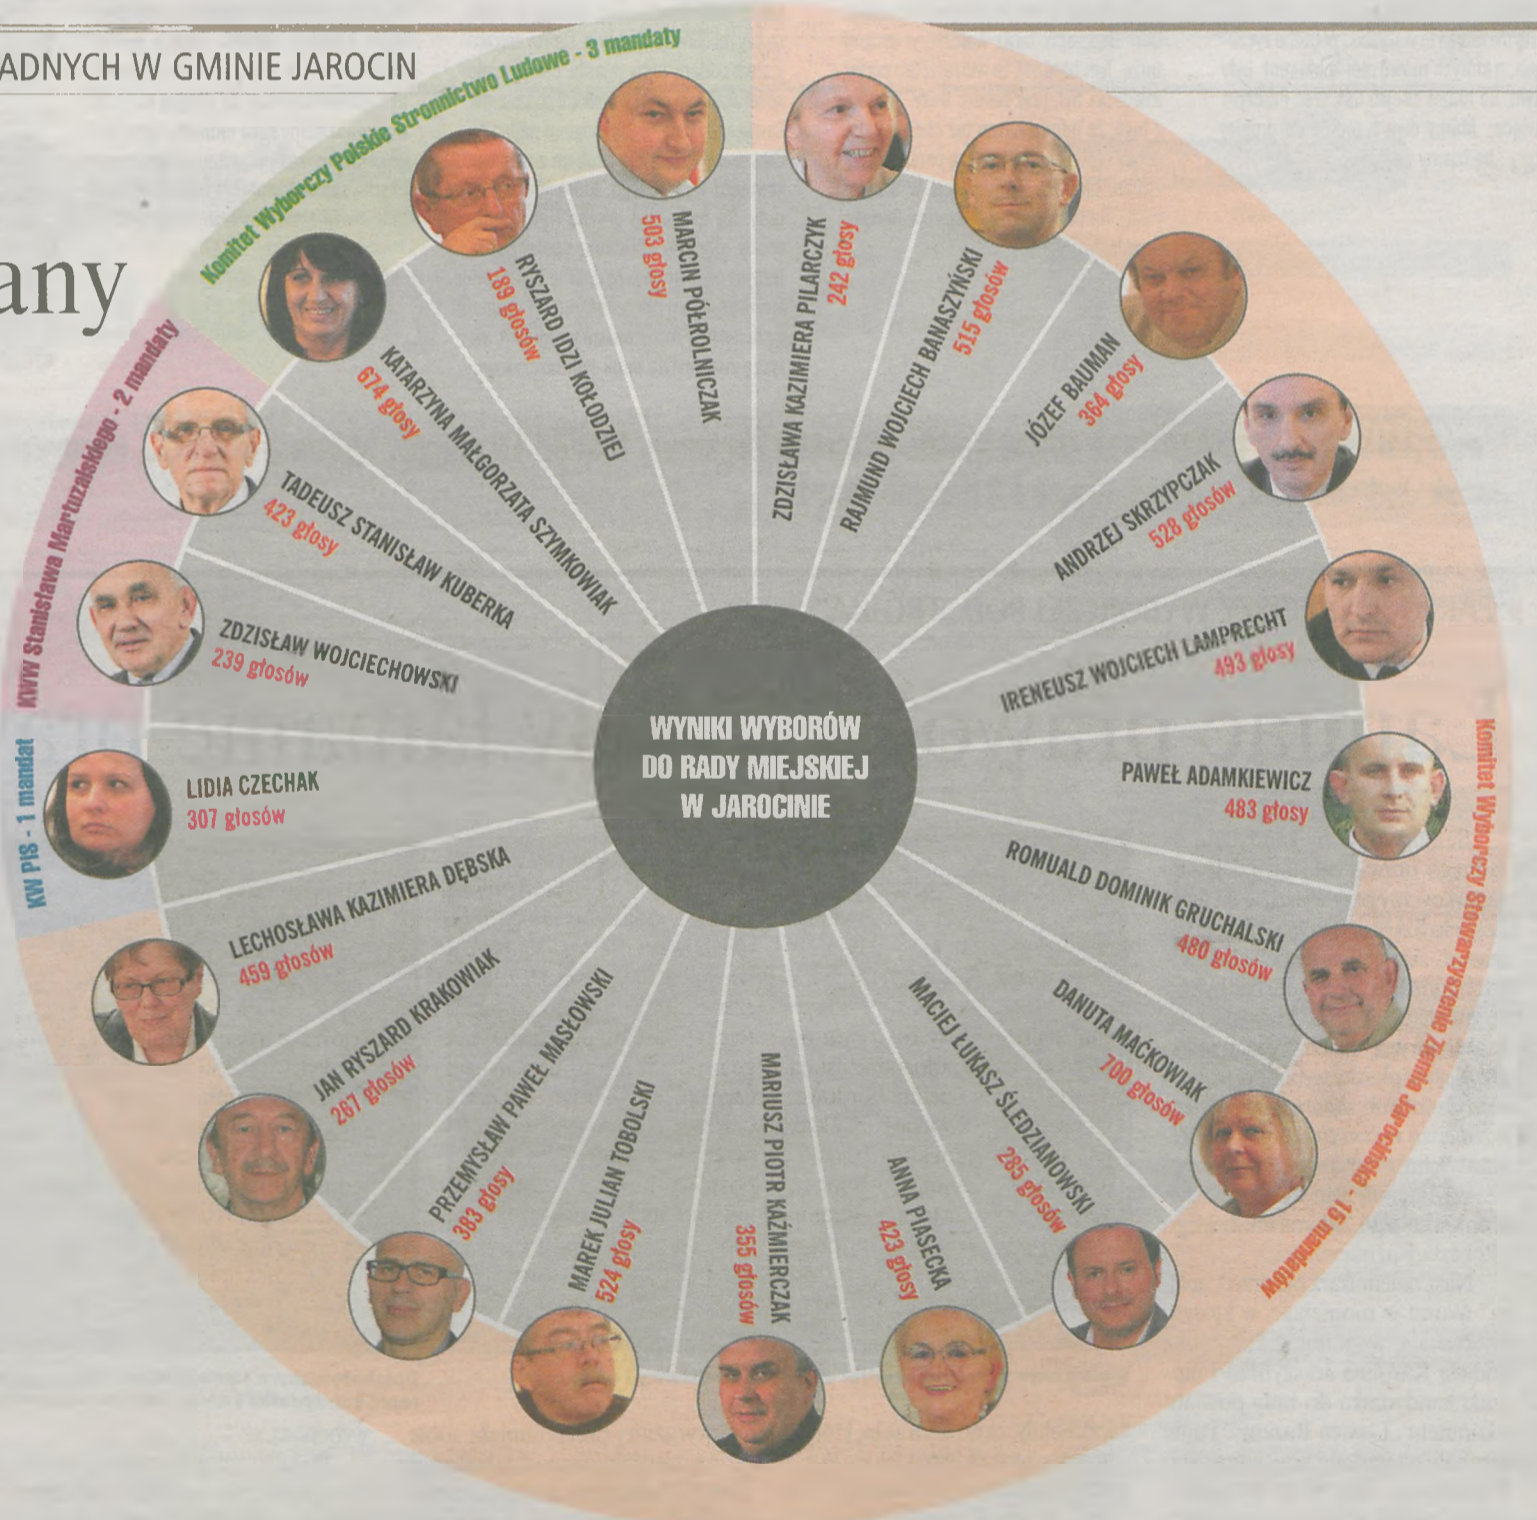 ADNYCH W GMINIE JAROCIN
any
Komitet Wyborczy Polskie Stronnictwo Ludowe - 3 mandaty
KWW Stanisława Martuzalskiego - 2 mandaty
KW PiS - 1 mandat
Komitet Wyborczy Stowarzyszenie Ziemia Jarocińska - 15 mandatów
WYNIKI WYBORÓW
DO RADY MIEJSKIEJ
W JAROCINIE
ZDZISŁAWA KAZIMIERA PILARCZYK
242 głosy
RAJMUND WOJCIECH BANASZYŃSKI
515 głosów
JÓZEF BAUMAN
364 głosy
ANDRZEJ SKRZYPCZAK
528 głosów
IRENEUSZ WOJCIECH LAMPRECHT
493 głosy
PAWEŁ ADAMKIEWICZ
483 głosy
ROMUALD DOMINIK GRUCHALSKI
480 głosów
DANUTA MAĆKOWIAK
700 głosów
MACIEJ ŁUKASZ ŚLEDZIANOWSKI
285 głosów
ANNA PIASECKA
423 głosy
MARIUSZ PIOTR KAŹMIERCZAK
355 głosów
MAREK JULIAN TOBOLSKI
524 głosy
PRZEMYSŁAW PAWEŁ MASŁOWSKI
383 głosy
JAN RYSZARD KRAKOWIAK
267 głosów
LECHOSŁAWA KAZIMIERA DĘBSKA
459 głosów
LIDIA CZECHAK
307 głosów
ZDZISŁAW WOJCIECHOWSKI
239 głosów
TADEUSZ STANISŁAW KUBERKA
423 głosy
KATARZYNA MAŁGORZATA SZYMKOWIAK
674 głosy
RYSZARD IDZI KOŁODZIEJ
189 głosów
MARCIN PÓŁROLNICZAK
503 głosy